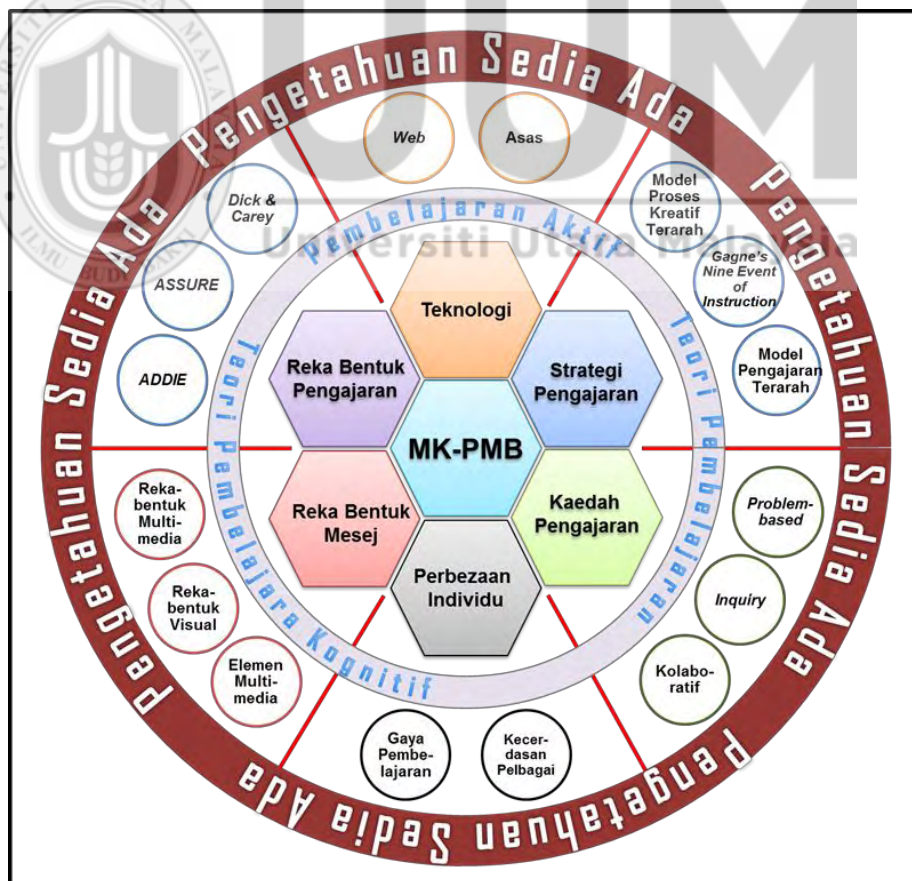 UUM
Universiti Utara Malaysia
ILMU BUDI BAKTI
Pengetahuan Sedia Ada
Pengetahuan Sedia Ada
Pengetahuan Sedia Ada
Pengetahuan Sedia Ada
Web
Asas
Model
Proses
Kreatif
Terarah
Gagne's
Nine Event
of
Instruction
Model
Pengajaran
Terarah
Problem-
based
Inquiry
Kolabo-
ratif
Kecer-
dasan
Pelbagai
Gaya
Pembe-
lajaran
Elemen
Multi-
media
Reka-
bentuk
Visual
Reka-
bentuk
Multi-
media
ADDIE
ASSURE
Dick &
Carey
Pembelajaran Aktif
Teori Pembelajaran
Teori Pembelajara Kognitif
Teknologi
Strategi
Pengajaran
Kaedah
Pengajaran
Perbezaan
Individu
Reka Bentuk
Mesej
Reka Bentuk
Pengajaran
MK-PMB